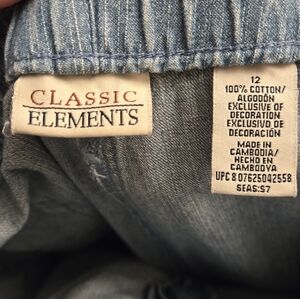 CLASSIC
ELEMENTS
12
100% COTTON/
ALGODÓN
EXCLUSIVE OF
DECORATION
EXCLUSIVO DE
DECORACIÓN
MADE IN
CAMBODIA/
HECHO EN
CAMBODYA
UPC 807625042558
SEAS: S7